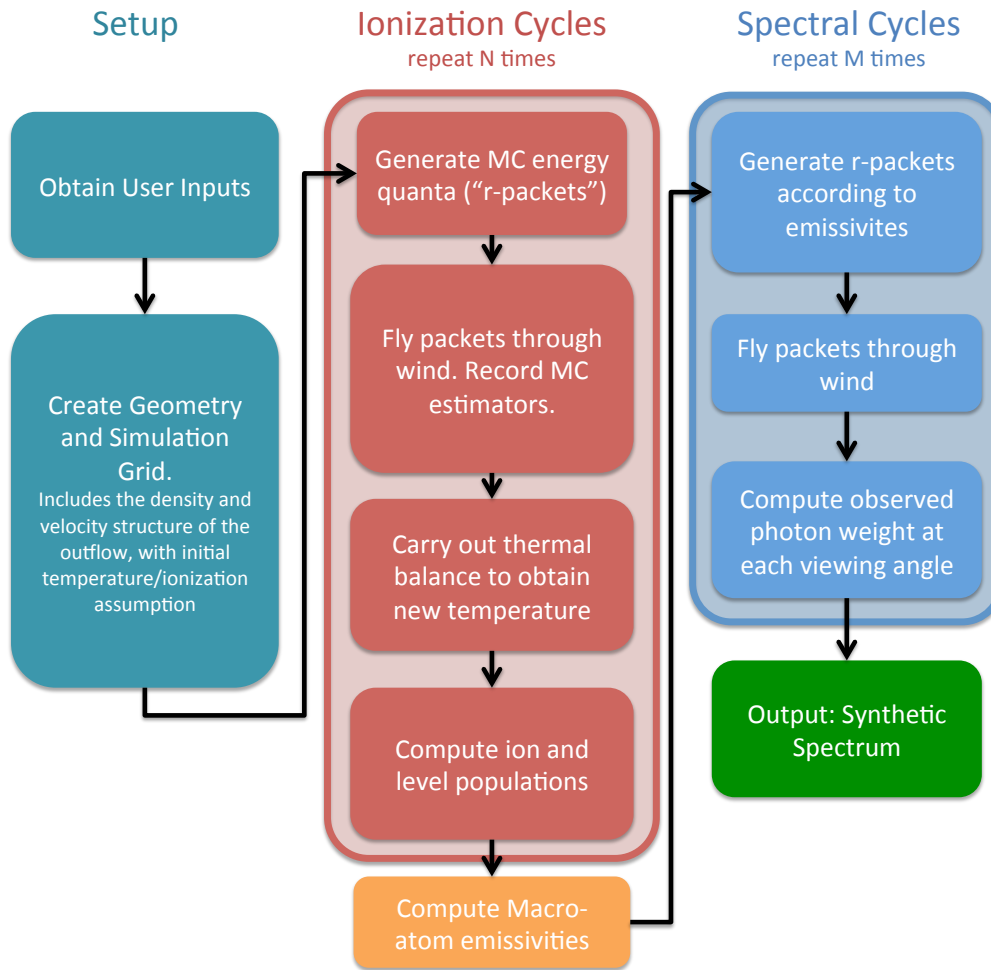 Setup
Obtain User Inputs
Create Geometry
and Simulation
Grid.
Includes the density and
velocity structure of the
outflow, with initial
temperature/ionization
assumption
Ionization Cycles
repeat N times
Generate MC energy
quanta (“r-packets”)
Fly packets through
wind. Record MC
estimators.
Carry out thermal
balance to obtain
new temperature
Compute ion and
level populations
Compute Macro-
atom emissivities
Spectral Cycles
repeat M times
Generate r-packets
according to
emissivites
Fly packets through
wind
Compute observed
photon weight at
each viewing angle
Output: Synthetic
Spectrum